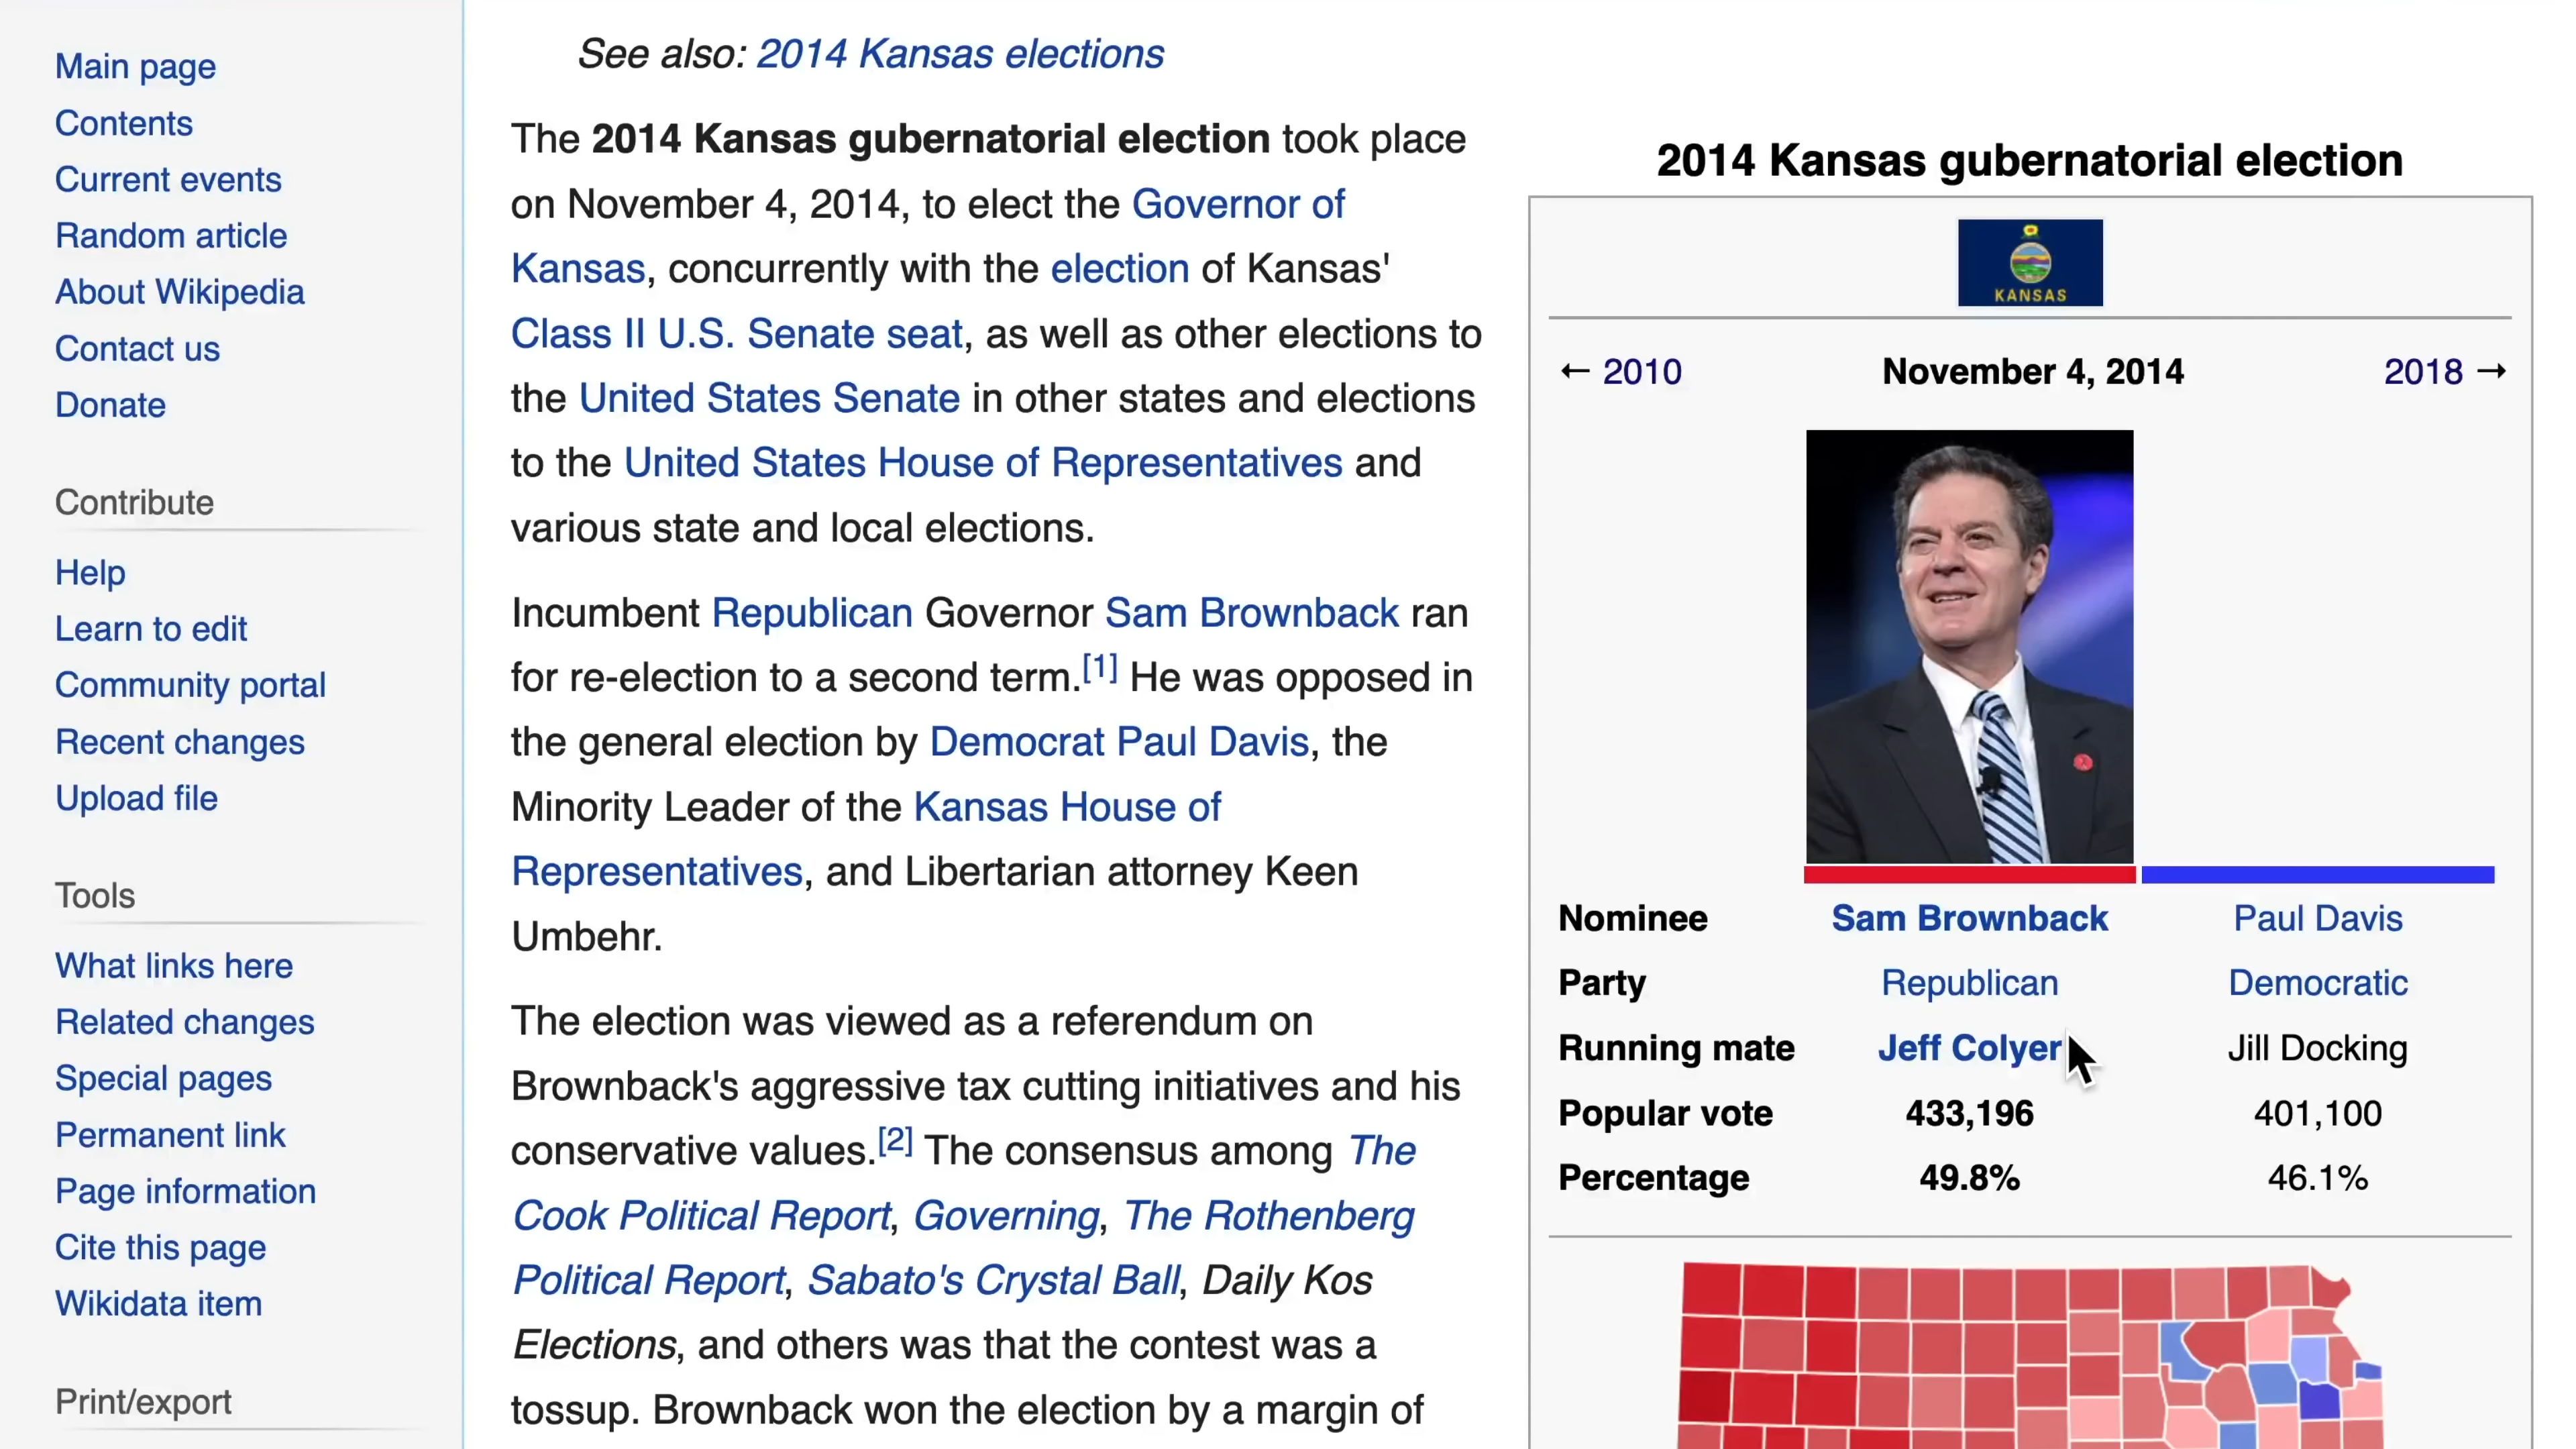 Main page
Contents
Current events
Random article
About Wikipedia
Contact us
Donate
Contribute
Help
Learn to edit
Community portal
Recent changes
Upload file
Tools
What links here
Related changes
Special pages
Permanent link
Page information
Cite this page
Wikidata item
Print/export
See also: 2014 Kansas elections
The 2014 Kansas gubernatorial election took place
on November 4, 2014, to elect the Governor of
Kansas, concurrently with the election of Kansas'
Class II U.S. Senate seat, as well as other elections to
the United States Senate in other states and elections
to the United States House of Representatives and
various state and local elections.
Incumbent Republican Governor Sam Brownback ran
for re-election to a second term.[1] He was opposed in
the general election by Democrat Paul Davis, the
Minority Leader of the Kansas House of
Representatives, and Libertarian attorney Keen
Umbehr.
The election was viewed as a referendum on
Brownback's aggressive tax cutting initiatives and his
conservative values.[2] The consensus among The
Cook Political Report, Governing, The Rothenberg
Political Report, Sabato's Crystal Ball, Daily Kos
Elections, and others was that the contest was a
tossup. Brownback won the election by a margin of
2014 Kansas gubernatorial election
KANSAS
← 2010 November 4, 2014 2018 →
Nominee Sam Brownback Paul Davis
Party Republican Democratic
Running mate Jeff Colyer Jill Docking
Popular vote 433,196 401,100
Percentage 49.8% 46.1%